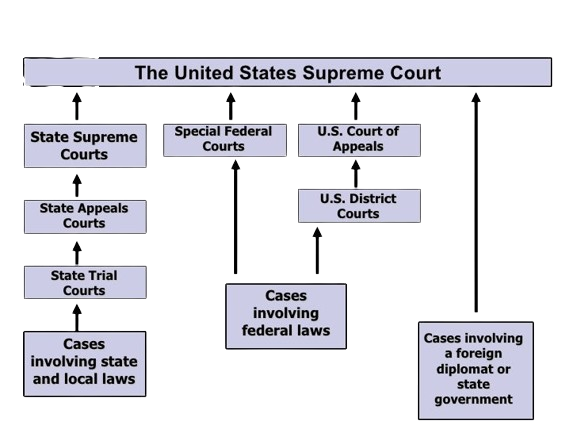 The United States Supreme Court
State Supreme
Courts
Special Federal
Courts
U.S. Court of
Appeals
State Appeals
Courts
U.S. District
Courts
State Trial
Courts
Cases
involving
federal laws
Cases
involving state
and local laws
Cases involving
a foreign
diplomat or
state
government